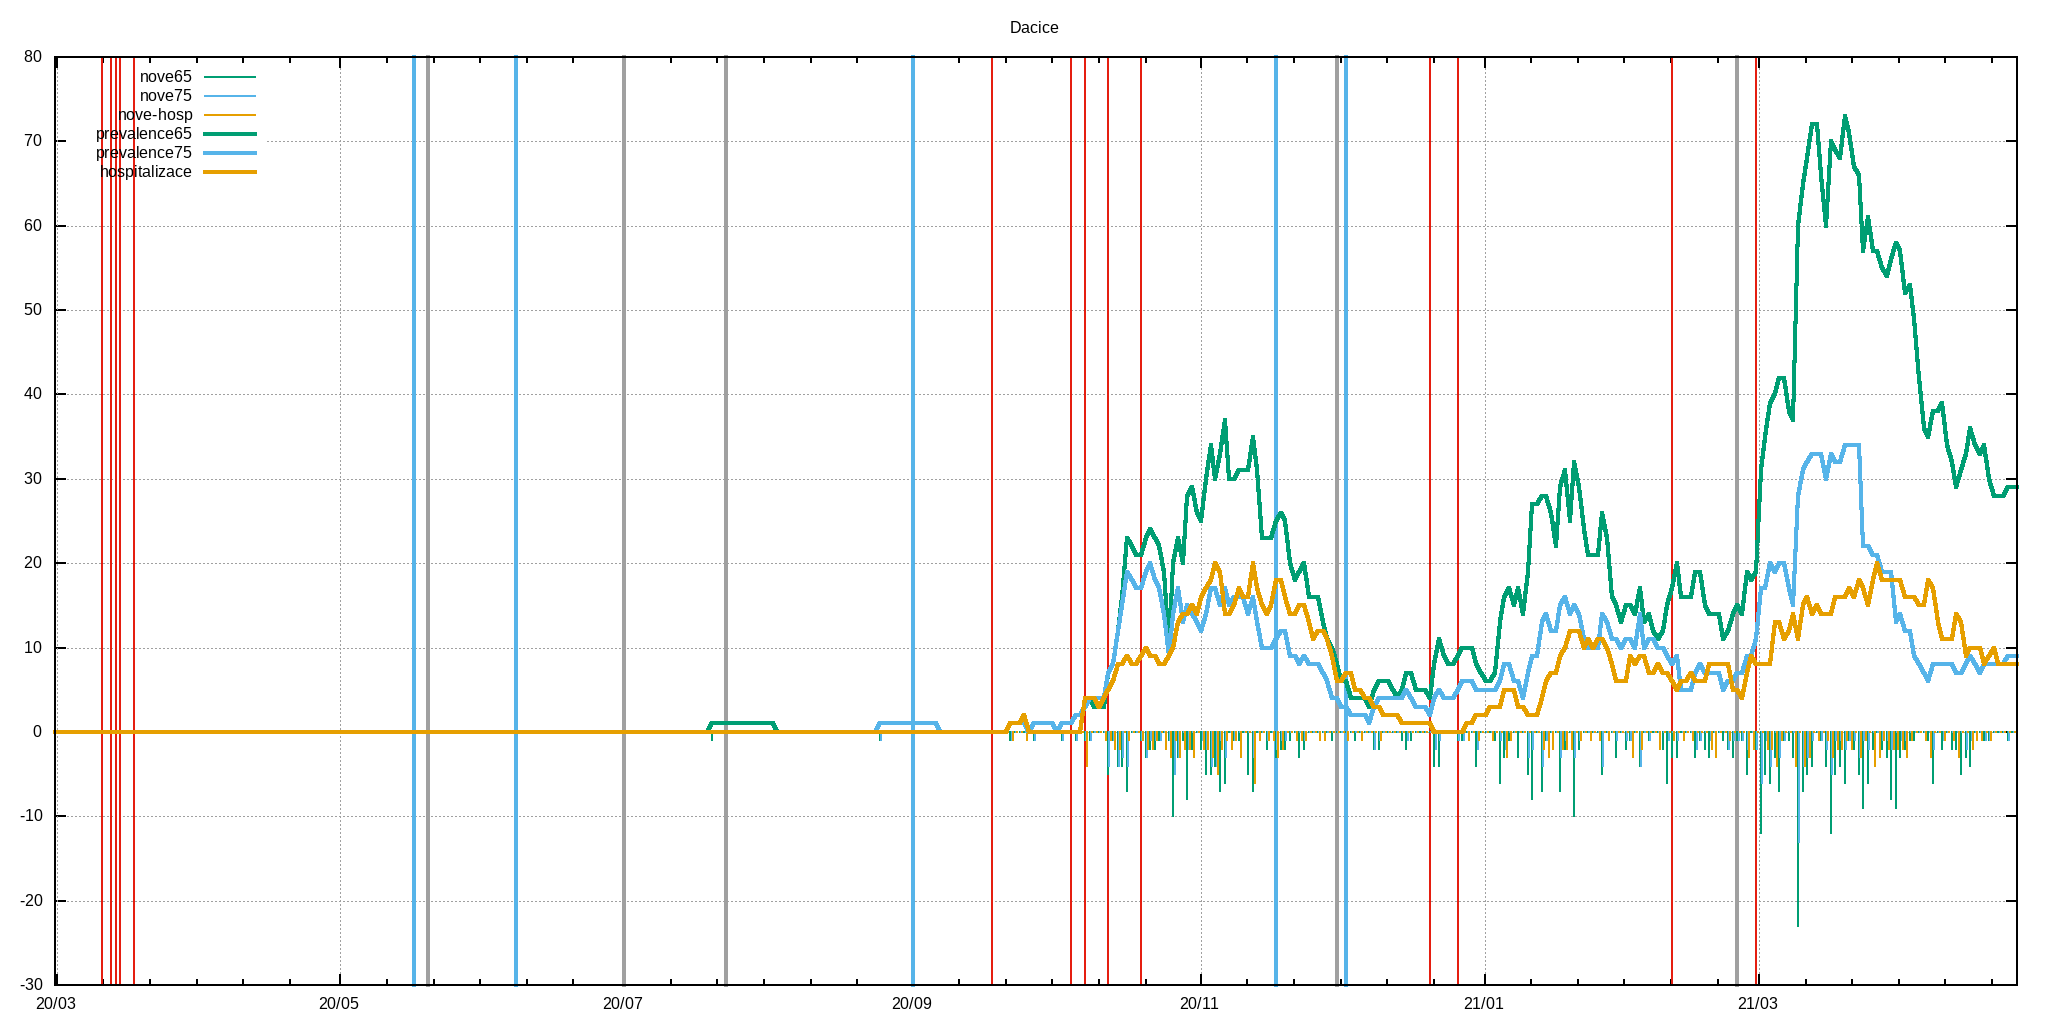 Dacice
80
nove65
nove75
nove-hosp
prevalence65
prevalence75
hospitalizace
70
60
50
40
30
20
10
0
-10
-20
-30
20/03 20/05 20/07 20/09 20/11 21/01 21/03